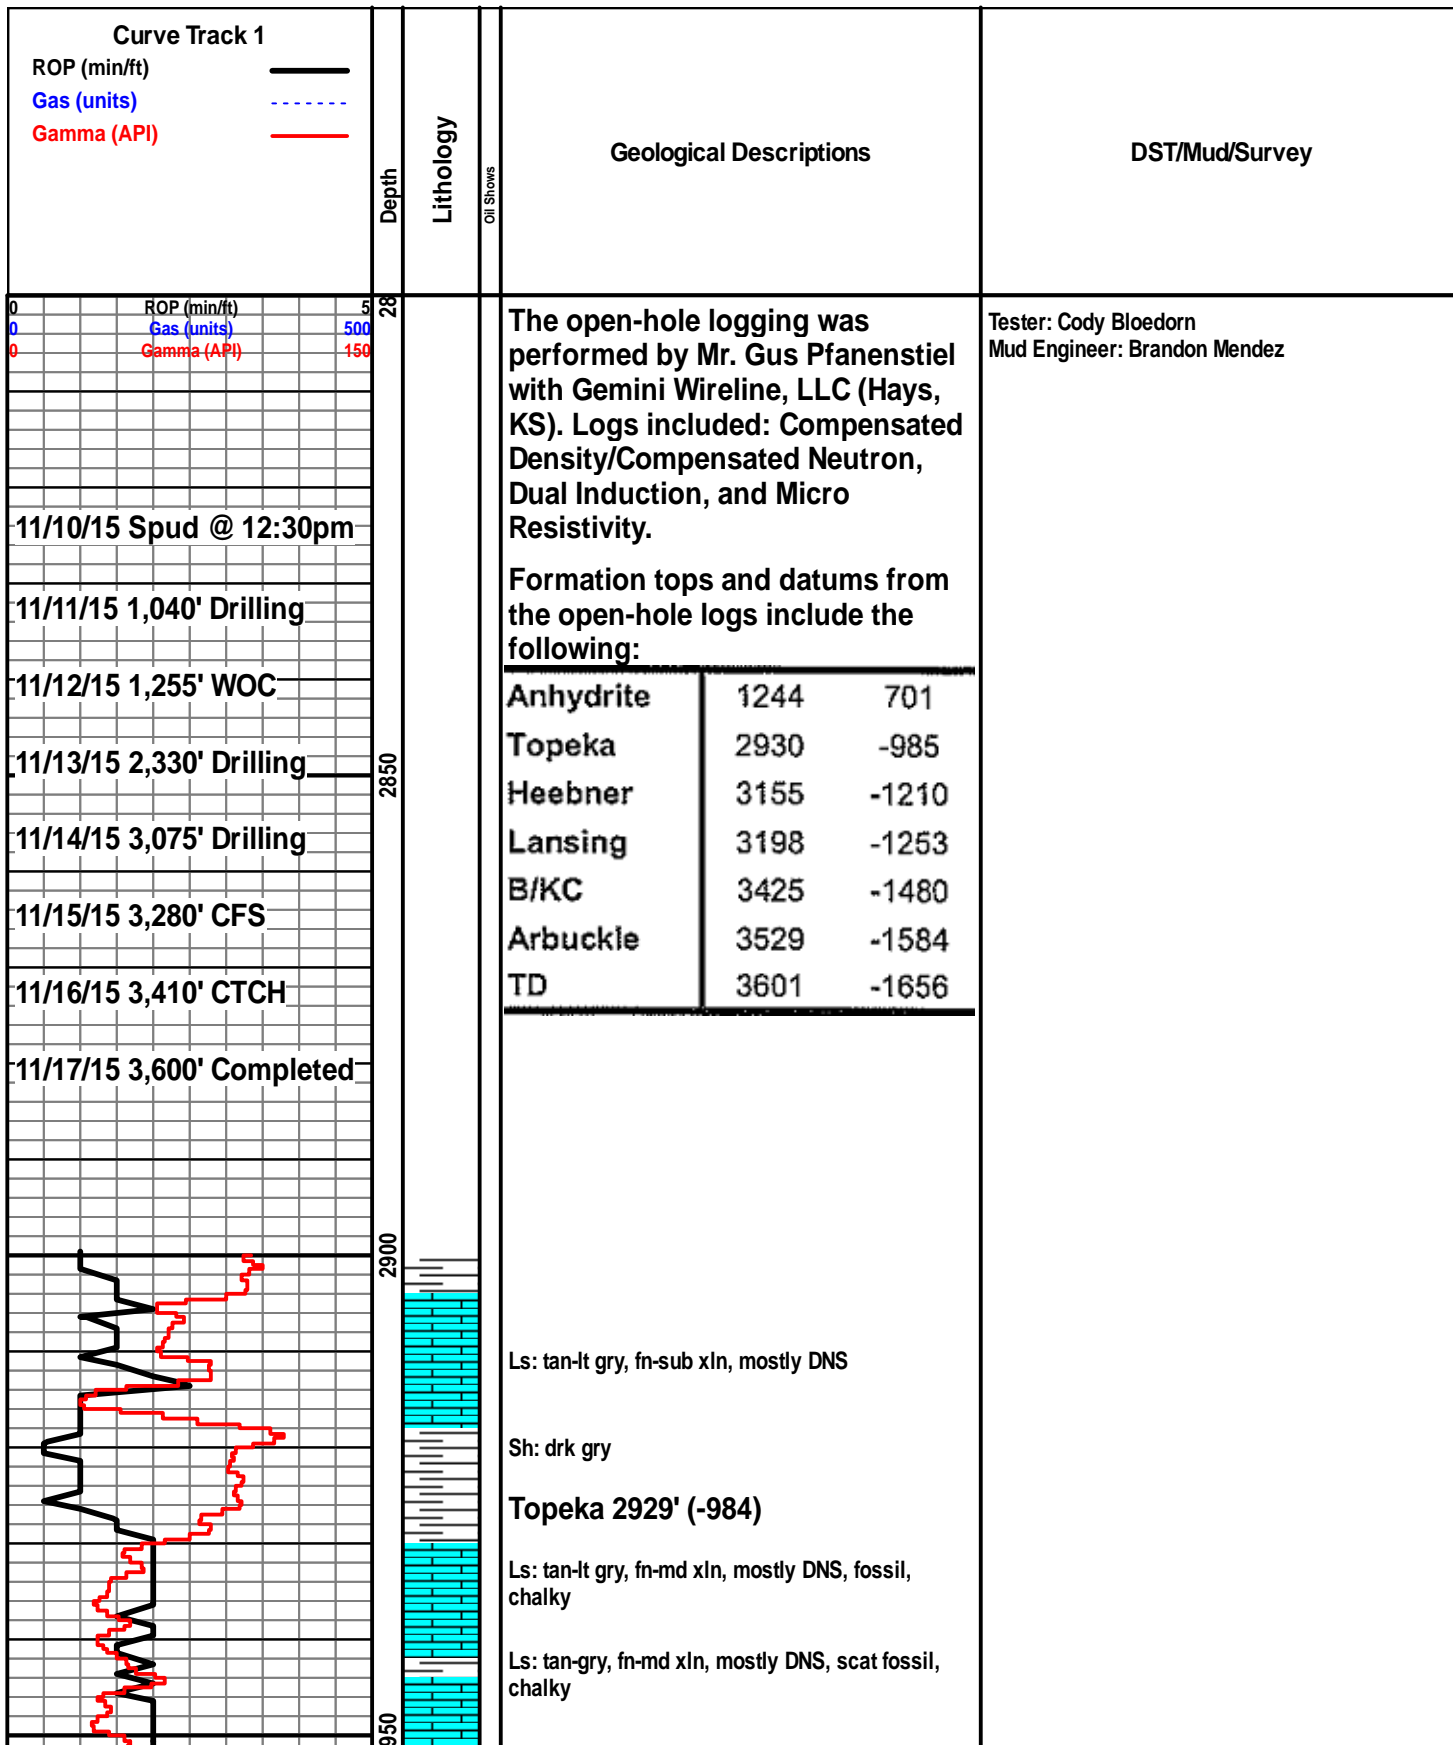 Curve Track 1
ROP (min/ft)
Gas (units)
Gamma (API)
Depth
Lithology
Oil Shows
Geological Descriptions
DST/Mud/Survey
0 ROP (min/ft) 5
0 Gas (units) 500
0 Gamma (API) 150
28
The open-hole logging was
performed by Mr. Gus Pfanenstiel
with Gemini Wireline, LLC (Hays,
KS). Logs included: Compensated
Density/Compensated Neutron,
Dual Induction, and Micro
Resistivity.
Formation tops and datums from
the open-hole logs include the
following:
Anhydrite 1244 701
Topeka 2930 -985
Heebner 3155 -1210
Lansing 3198 -1253
B/KC 3425 -1480
Arbuckle 3529 -1584
TD 3601 -1656
Tester: Cody Bloedorn
Mud Engineer: Brandon Mendez
11/10/15 Spud @ 12:30pm
11/11/15 1,040' Drilling
11/12/15 1,255' WOC
11/13/15 2,330' Drilling
11/14/15 3,075' Drilling
11/15/15 3,280' CFS
11/16/15 3,410' CTCH
11/17/15 3,600' Completed
2850
2900
Ls: tan-lt gry, fn-sub xln, mostly DNS
Sh: drk gry
Topeka 2929' (-984)
Ls: tan-lt gry, fn-md xln, mostly DNS, fossil,
chalky
Ls: tan-gry, fn-md xln, mostly DNS, scat fossil,
chalky
950